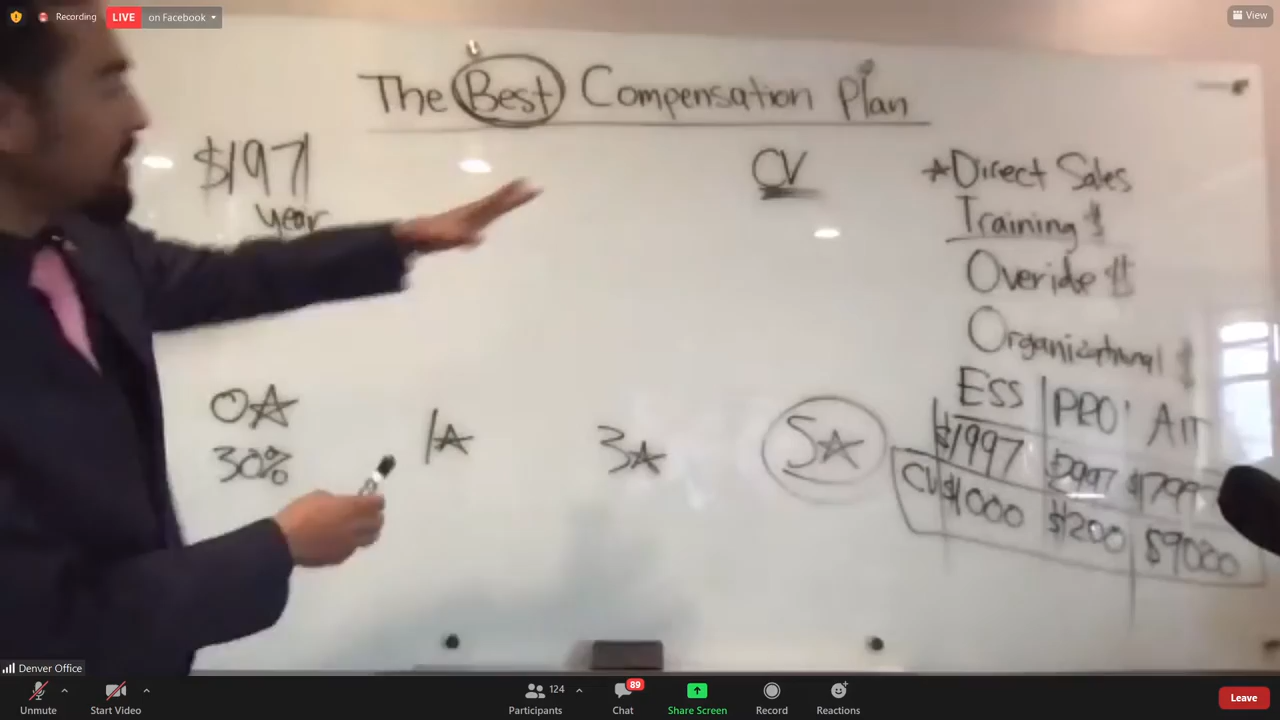 Recording
LIVE
on Facebook
View
The Best Compensation Plan
$197
year
CV
Direct Sales
Training $
Overide $
Organizational $
0☆
30%
1☆
3☆
5☆
Ess PRO
$1997 $2997
CV $1000 $1200 $9000
Denver Office
Unmute
Start Video
124
Participants
89
Chat
Share Screen
Record
Reactions
Leave